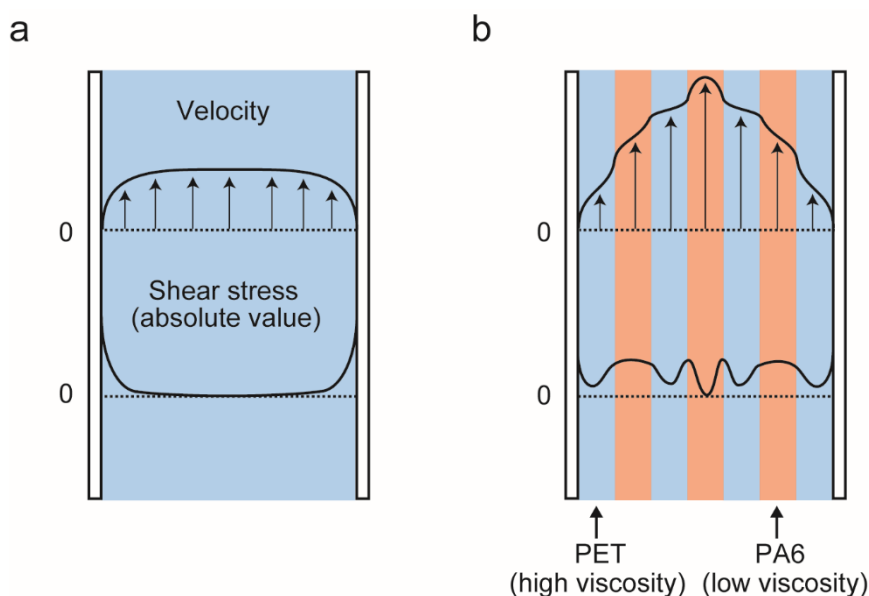 a
Velocity
0
Shear stress
(absolute value)
0
b
0
0
PET
(high viscosity)
PA6
(low viscosity)